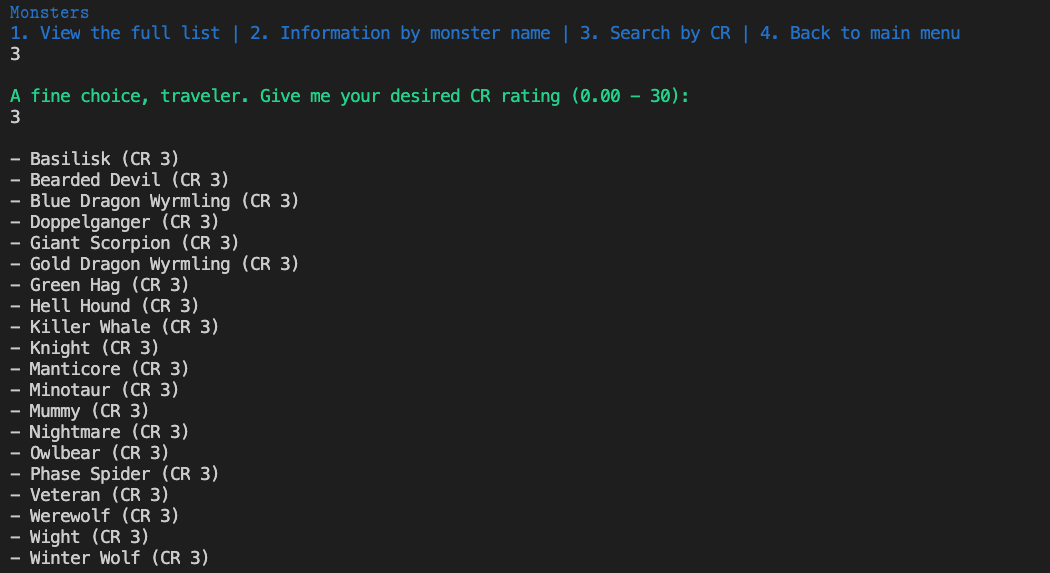 Monsters
1. View the full list | 2. Information by monster name | 3. Search by CR | 4. Back to main menu
3
A fine choice, traveler. Give me your desired CR rating (0.00 - 30):
3
- Basilisk (CR 3)
- Bearded Devil (CR 3)
- Blue Dragon Wyrmling (CR 3)
- Doppelganger (CR 3)
- Giant Scorpion (CR 3)
- Gold Dragon Wyrmling (CR 3)
- Green Hag (CR 3)
- Hell Hound (CR 3)
- Killer Whale (CR 3)
- Knight (CR 3)
- Manticore (CR 3)
- Minotaur (CR 3)
- Mummy (CR 3)
- Nightmare (CR 3)
- Owlbear (CR 3)
- Phase Spider (CR 3)
- Veteran (CR 3)
- Werewolf (CR 3)
- Wight (CR 3)
- Winter Wolf (CR 3)